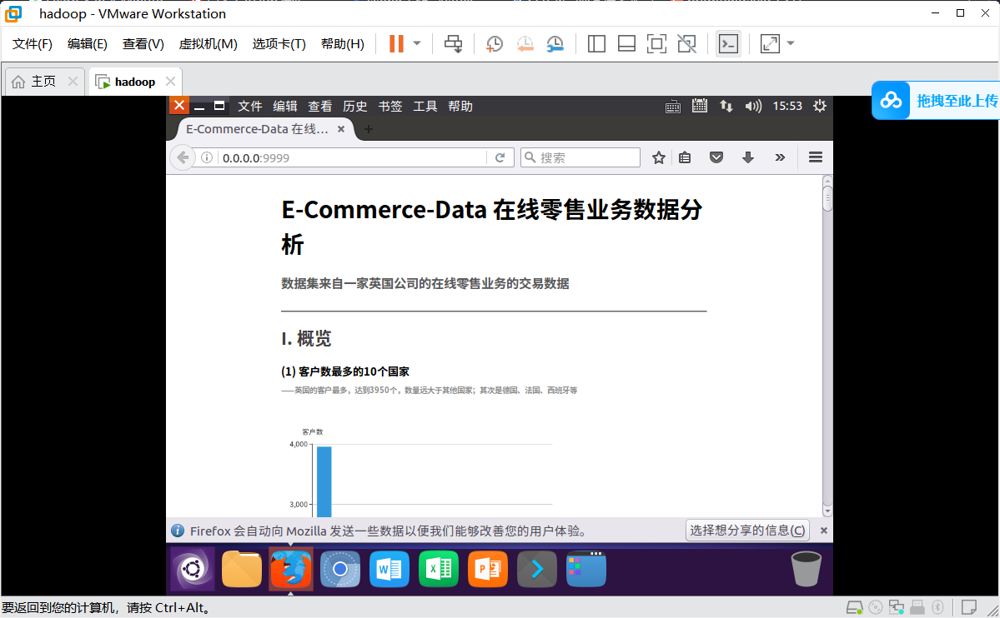 hadoop - VMware Workstation
文件(F) 编辑(E) 查看(V) 虚拟机(M) 选项卡(T) 帮助(H)
主页 hadoop
拖拽至此上传
文件 编辑 查看 历史 书签 工具 帮助 15:53
E-Commerce-Data 在线…
0.0.0.0:9999 搜索
E-Commerce-Data 在线零售业务数据分
析
数据集来自一家英国公司的在线零售业务的交易数据
I. 概览
(1) 客户数最多的10个国家
——英国的客户最多，达到3950个，数量远大于其他国家；其次是德国、法国、西班牙等
客户数
4,000
3,000
Firefox 会自动向 Mozilla 发送一些数据以便我们能够改善您的用户体验。 选择想分享的信息(C)
W X P
要返回到您的计算机，请按 Ctrl+Alt。